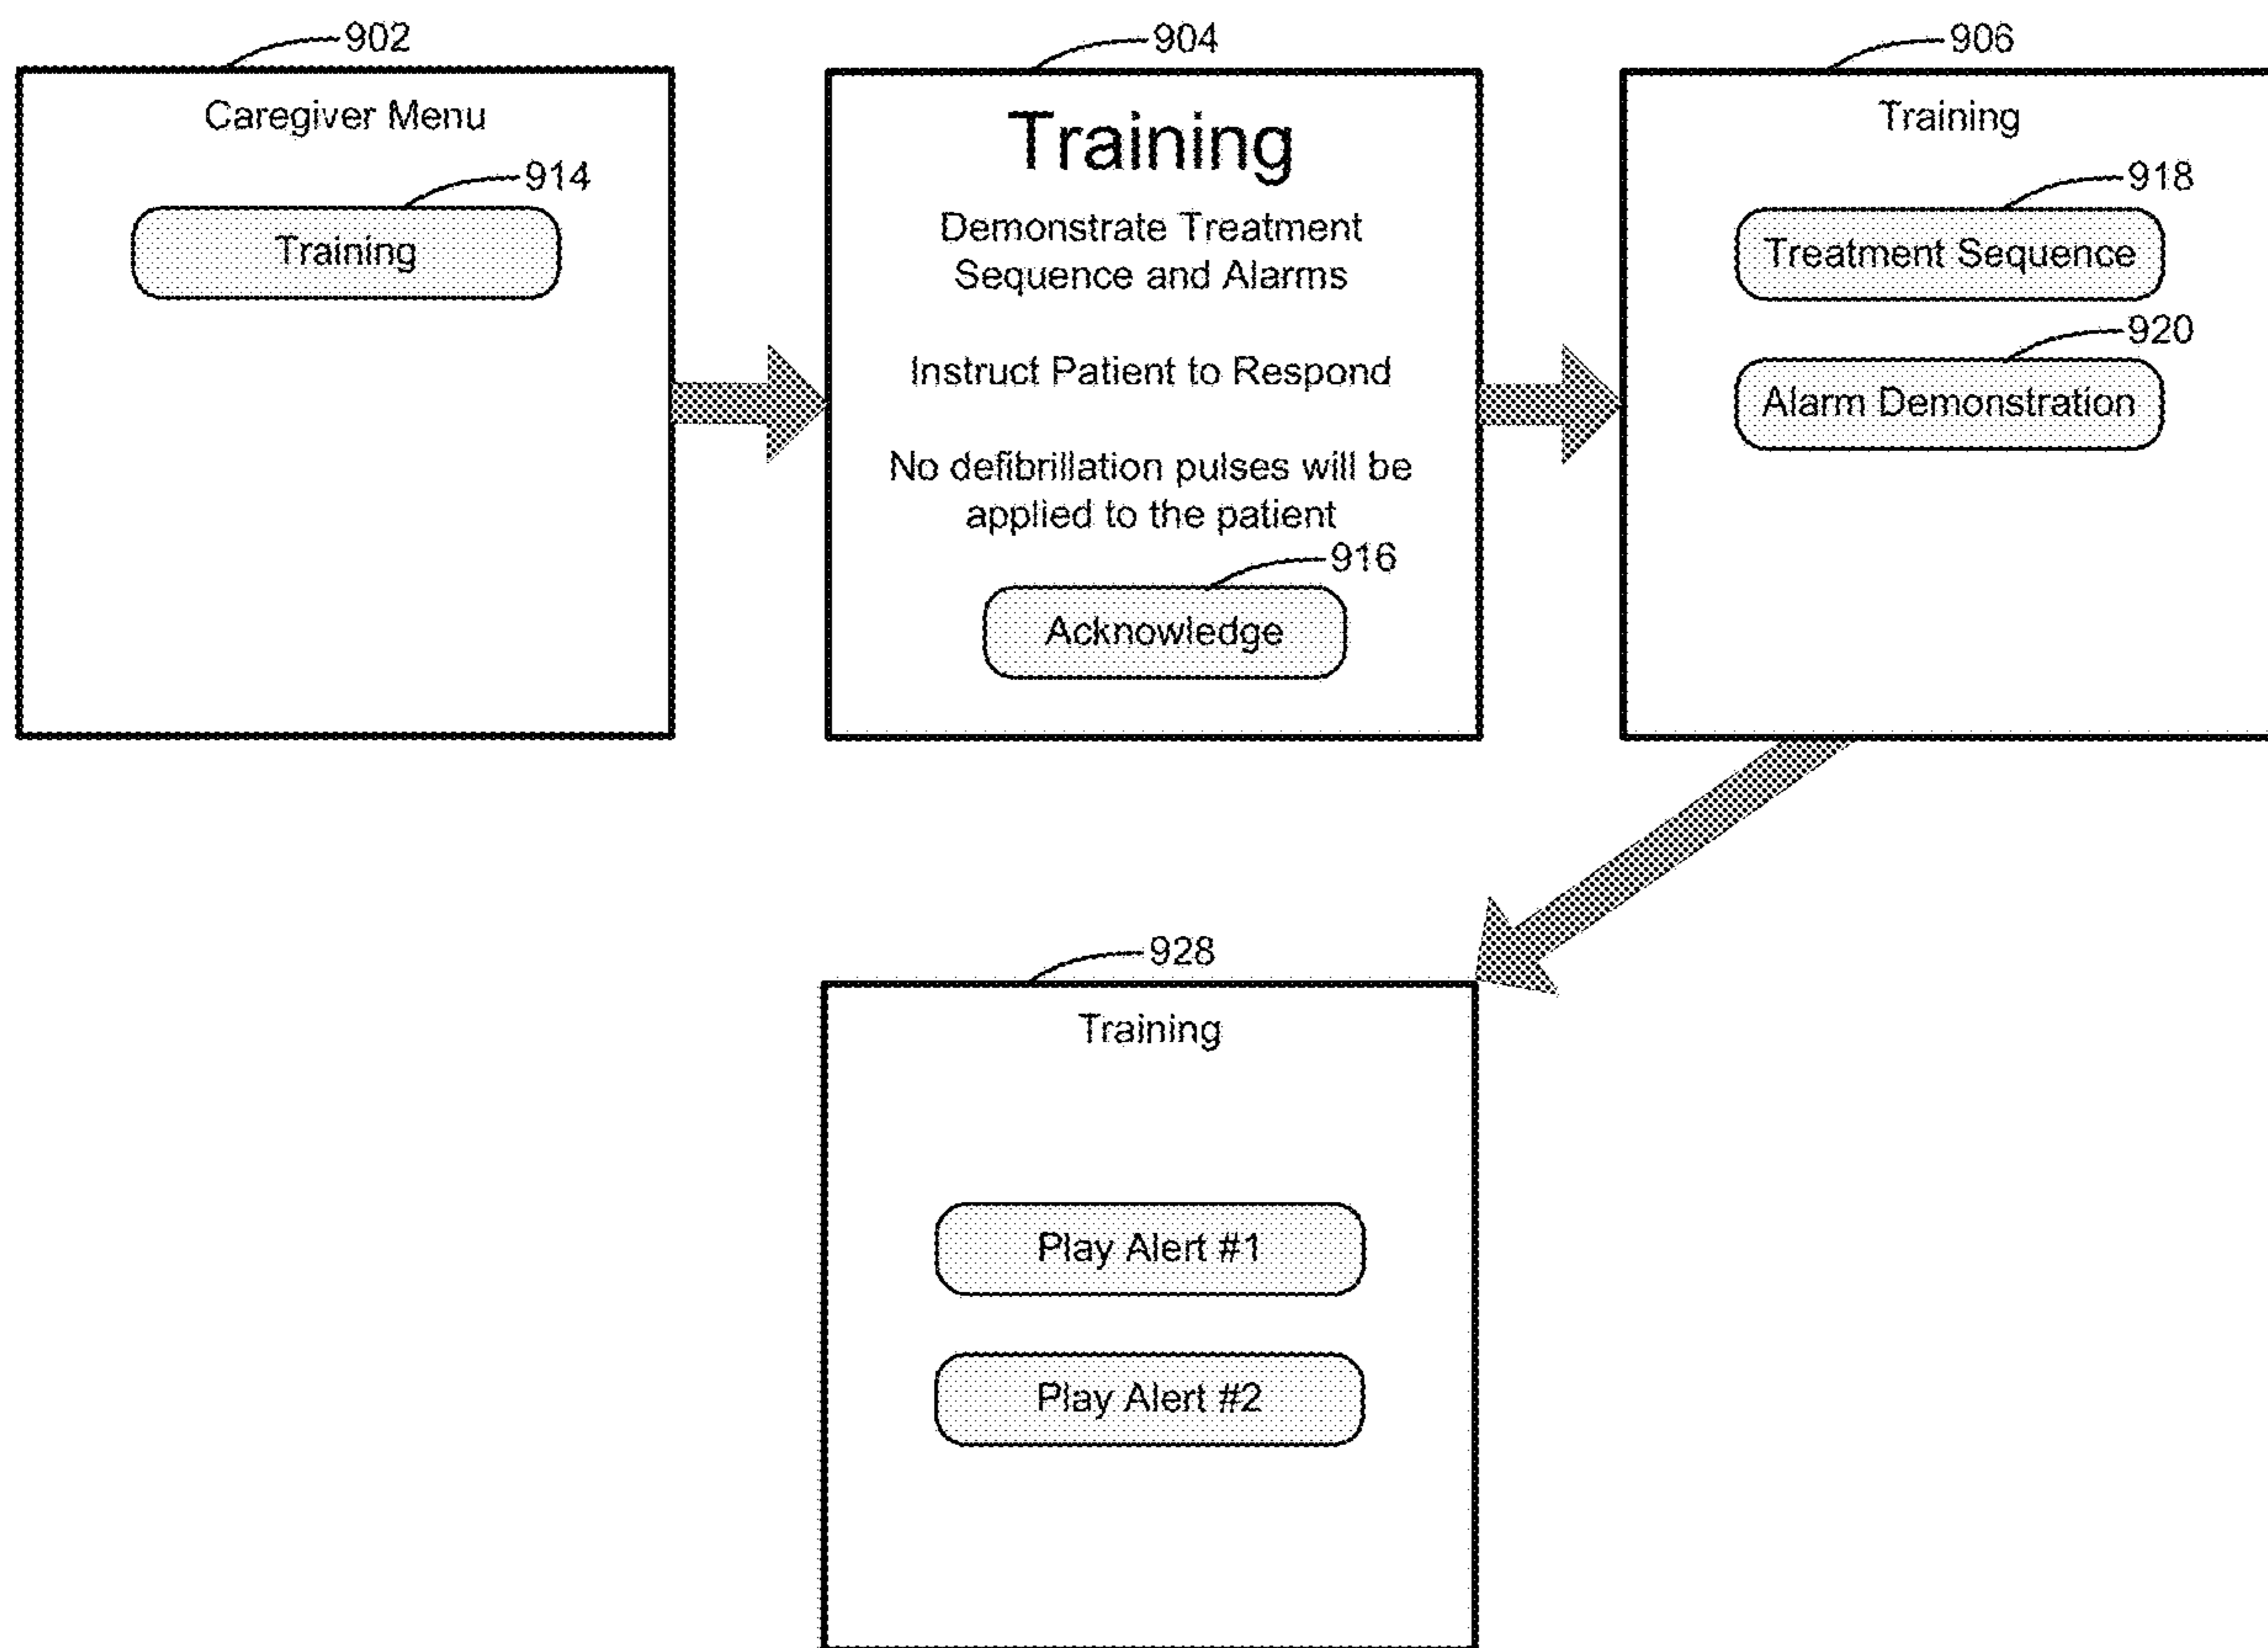 902
Caregiver Menu
914
Training
904
Training
Demonstrate Treatment
Sequence and Alarms
Instruct Patient to Respond
No defibrillation pulses will be
applied to the patient
916
Acknowledge
906
Training
918
Treatment Sequence
920
Alarm Demonstration
928
Training
Play Alert #1
Play Alert #2